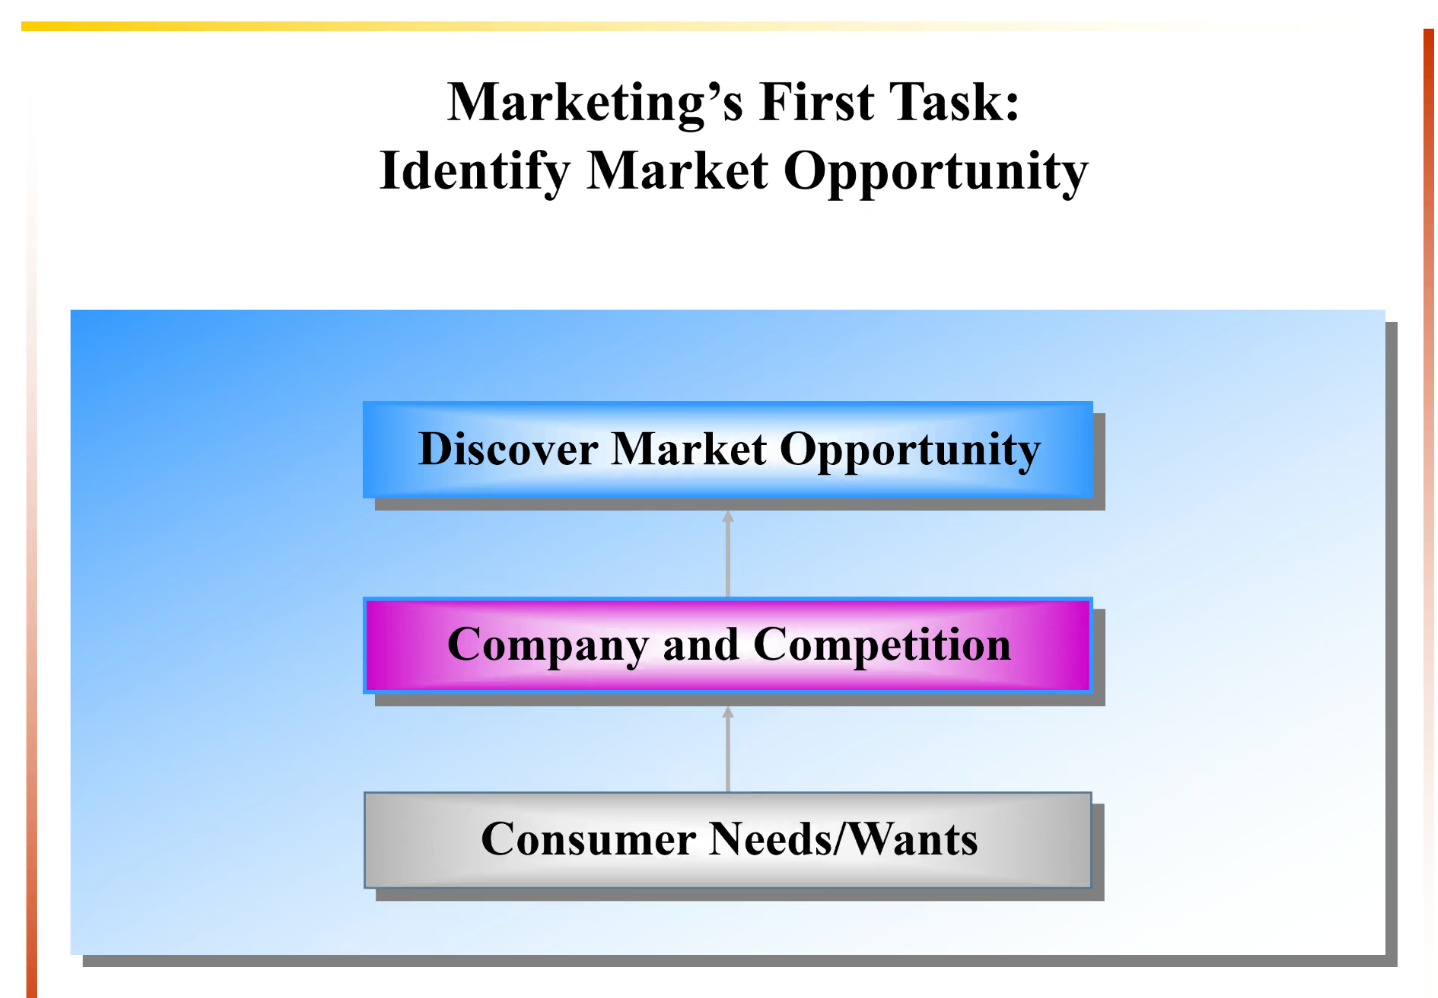 Marketing’s First Task:
Identify Market Opportunity
Discover Market Opportunity
Company and Competition
Consumer Needs/Wants